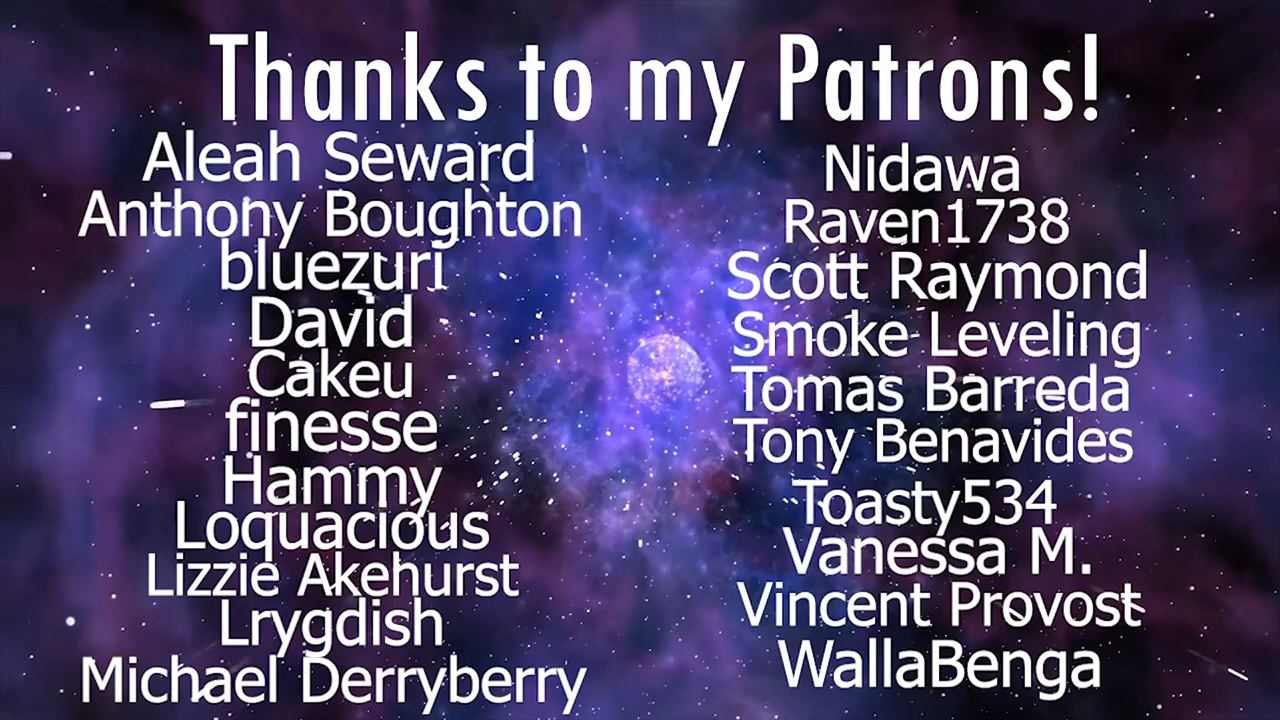 Thanks to my Patrons!
Aleah Seward
Anthony Boughton
bluezuri
David
Cakeu
finesse
Hammy
Loquacious
Lizzie Akehurst
Lrygdish
Michael Derryberry
Nidawa
Raven1738
Scott Raymond
Smoke Leveling
Tomas Barreda
Tony Benavides
Toasty534
Vanessa M.
Vincent Provost
WallaBenga